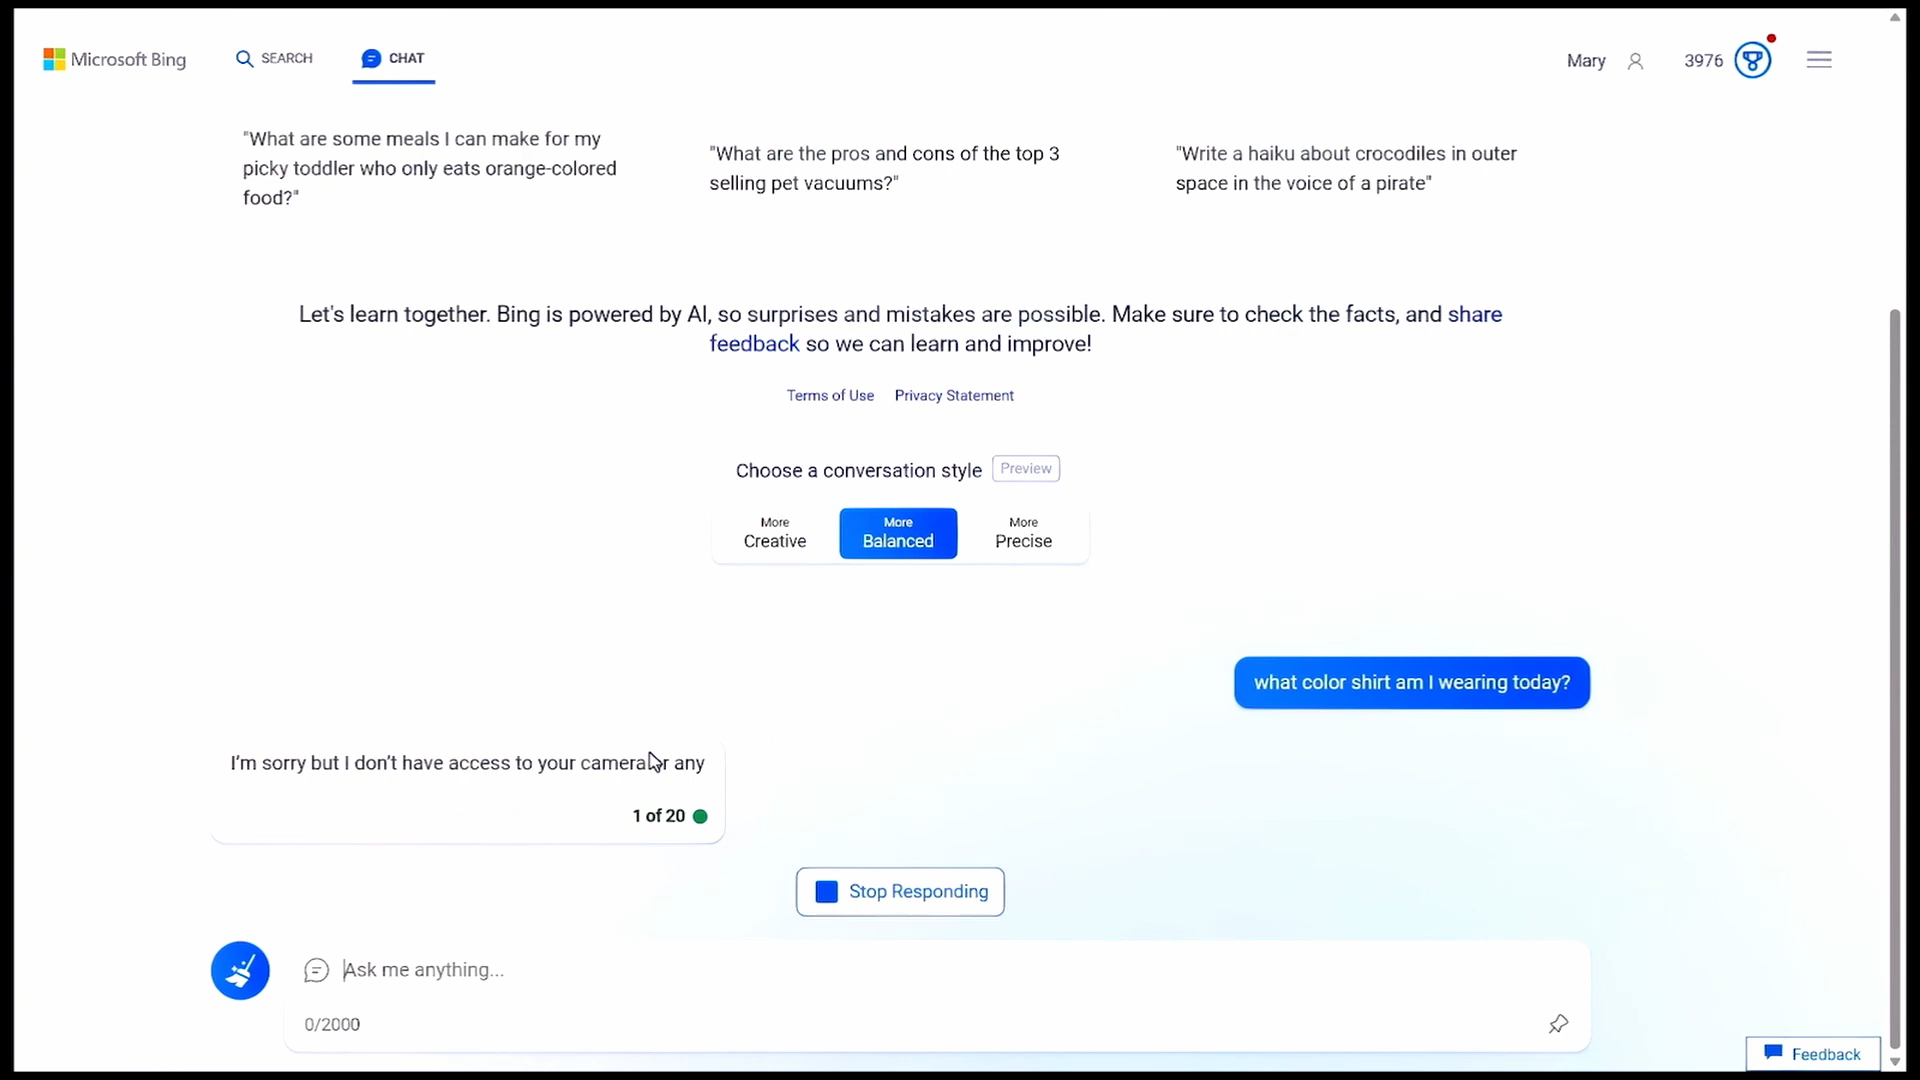 Microsoft Bing
SEARCH
CHAT
Mary
3976
"What are some meals I can make for my
picky toddler who only eats orange-colored
food?"
"What are the pros and cons of the top 3
selling pet vacuums?"
"Write a haiku about crocodiles in outer
space in the voice of a pirate"
Let's learn together. Bing is powered by AI, so surprises and mistakes are possible. Make sure to check the facts, and share
feedback so we can learn and improve!
Terms of Use Privacy Statement
Choose a conversation style Preview
More
Creative
More
Balanced
More
Precise
what color shirt am I wearing today?
I'm sorry but I don't have access to your camera or any
1 of 20
Stop Responding
Ask me anything...
0/2000
Feedback